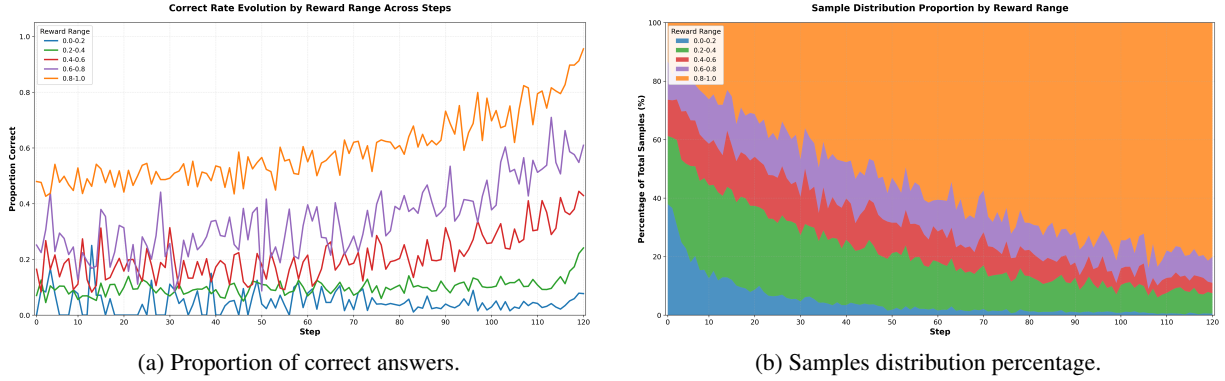 Correct Rate Evolution by Reward Range Across Steps
Reward Range
0.0-0.2
0.2-0.4
0.4-0.6
0.6-0.8
0.8-1.0
Proportion Correct
1.0
0.8
0.6
0.4
0.2
0.0
0 10 20 30 40 50 60 70 80 90 100 110 120
Step
(a) Proportion of correct answers.
Sample Distribution Proportion by Reward Range
Reward Range
0.0-0.2
0.2-0.4
0.4-0.6
0.6-0.8
0.8-1.0
Percentage of Total Samples (%)
100
80
60
40
20
0
0 10 20 30 40 50 60 70 80 90 100 110 120
Step
(b) Samples distribution percentage.